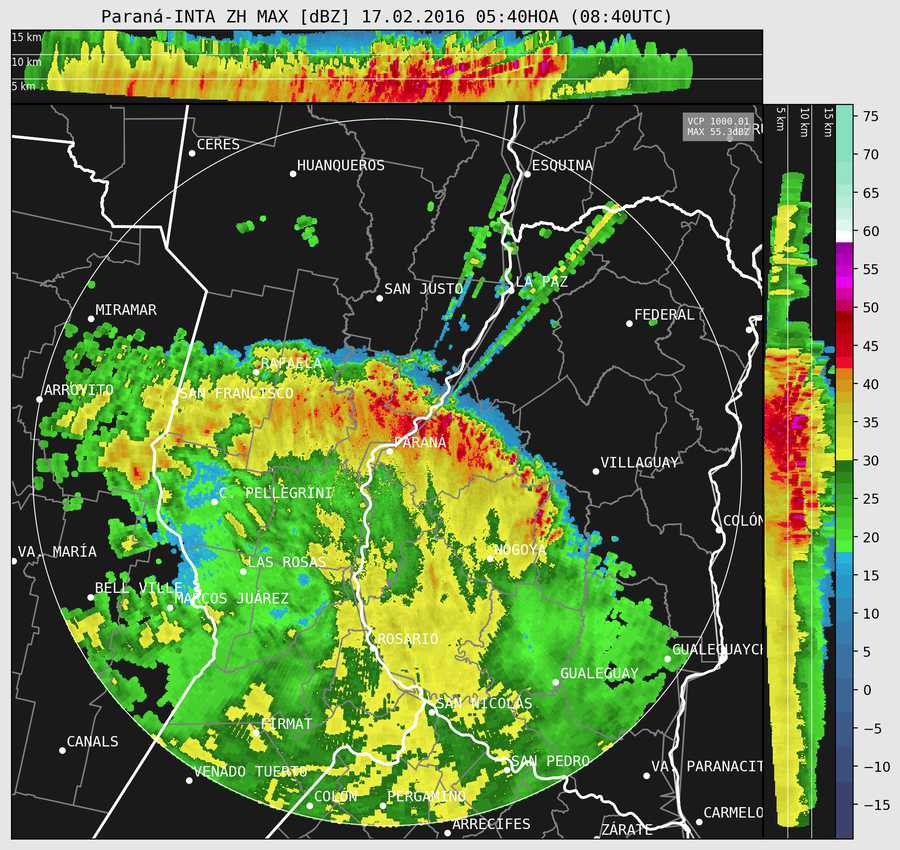 Paraná-INTA ZH MAX [dBZ] 17.02.2016 05:40HOA (08:40UTC)
15 km
10 km
5 km
5 km
10 km
15 km
VCP 1000.01
MAX 55.3dBZ
CERES
HUANQUEROS
ESQUINA
SAN JUSTO
LA PAZ
MIRAMAR
FEDERAL
RAFAELA
ARROYITO
SAN FRANCISCO
PARANÁ
VILLAGUAY
C. PELLEGRINI
COLÓN
VA. MARÍA
NOGOYA
LAS ROSAS
BELL VILLE
MARCOS JUÁREZ
ROSARIO
GUALEGUAYCH
GUALEGUAY
SAN NICOLÁS
FIRMAT
CANALS
SAN PEDRO
VENADO TUERTO
VA. PARANACIT
COLÓN
PERGAMINO
CARMELO
ARRECIFES
ZÁRATE
75
70
65
60
55
50
45
40
35
30
25
20
15
10
5
0
−5
−10
−15